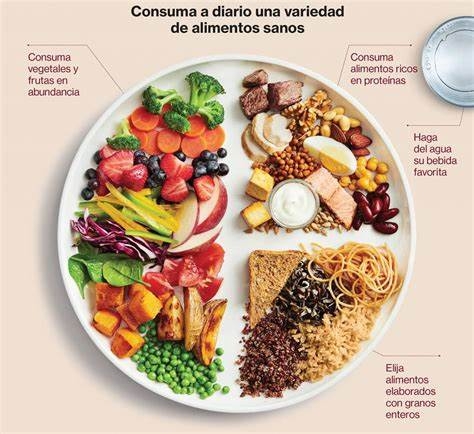 Consuma a diario una variedad
de alimentos sanos
Consuma
vegetales y
frutas en
abundancia
Consuma
alimentos ricos
en proteínas
Haga
del agua
su bebida
favorita
Elija
alimentos
elaborados
con granos
enteros